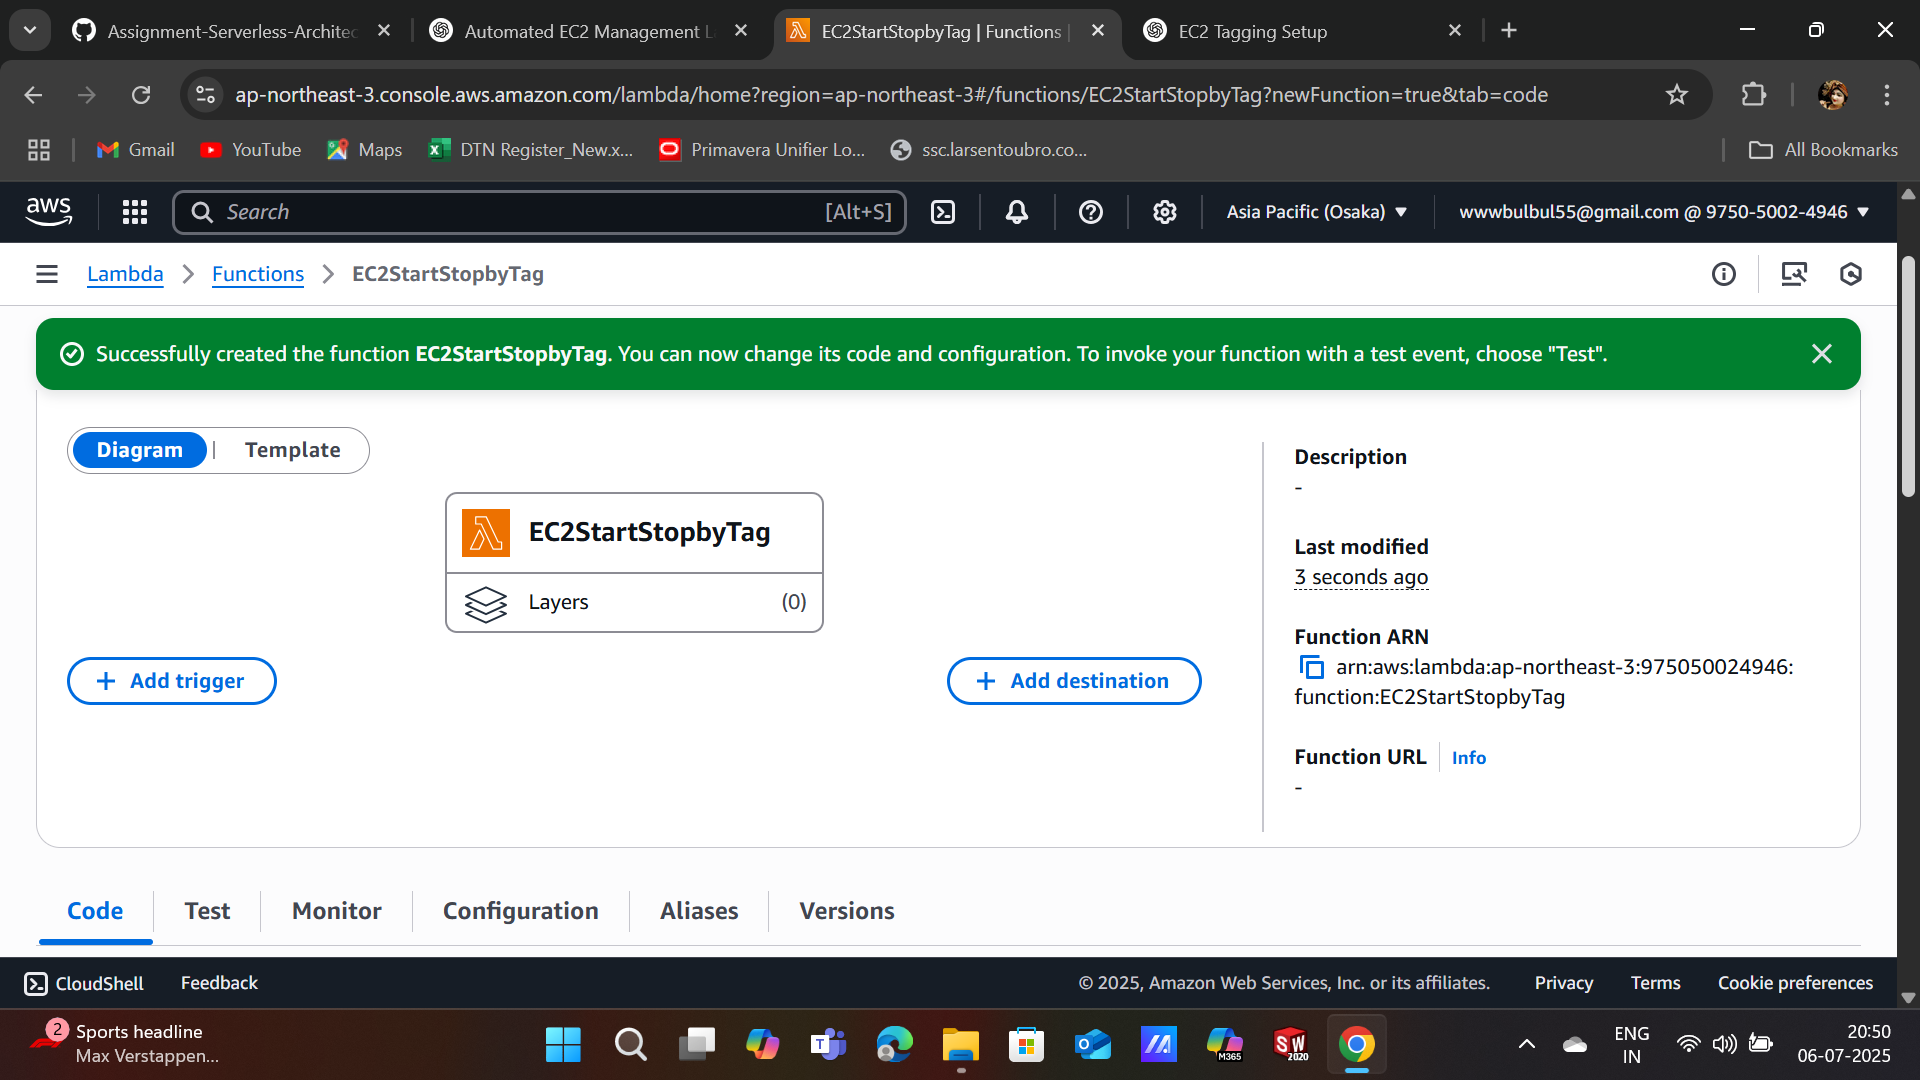 Assignment-Serverless-Architec
Automated EC2 Management L
EC2StartStopbyTag | Functions |
EC2 Tagging Setup
ap-northeast-3.console.aws.amazon.com/lambda/home?region=ap-northeast-3#/functions/EC2StartStopbyTag?newFunction=true&tab=code
Gmail
YouTube
Maps
DTN Register_New.x...
Primavera Unifier Lo...
ssc.larsentoubro.co...
All Bookmarks
aws
Search
[Alt+S]
Asia Pacific (Osaka)
wwwbulbul55@gmail.com @ 9750-5002-4946
Lambda
Functions
EC2StartStopbyTag
Successfully created the function EC2StartStopbyTag. You can now change its code and configuration. To invoke your function with a test event, choose "Test".
Diagram | Template
EC2StartStopbyTag
Layers (0)
+ Add trigger
+ Add destination
Description
-
Last modified
3 seconds ago
Function ARN
arn:aws:lambda:ap-northeast-3:975050024946:
function:EC2StartStopbyTag
Function URL
Info
-
Code
Test
Monitor
Configuration
Aliases
Versions
CloudShell
Feedback
© 2025, Amazon Web Services, Inc. or its affiliates.
Privacy
Terms
Cookie preferences
2
Sports headline
Max Verstappen...
M365
SW
2020
ENG
IN
20:50
06-07-2025